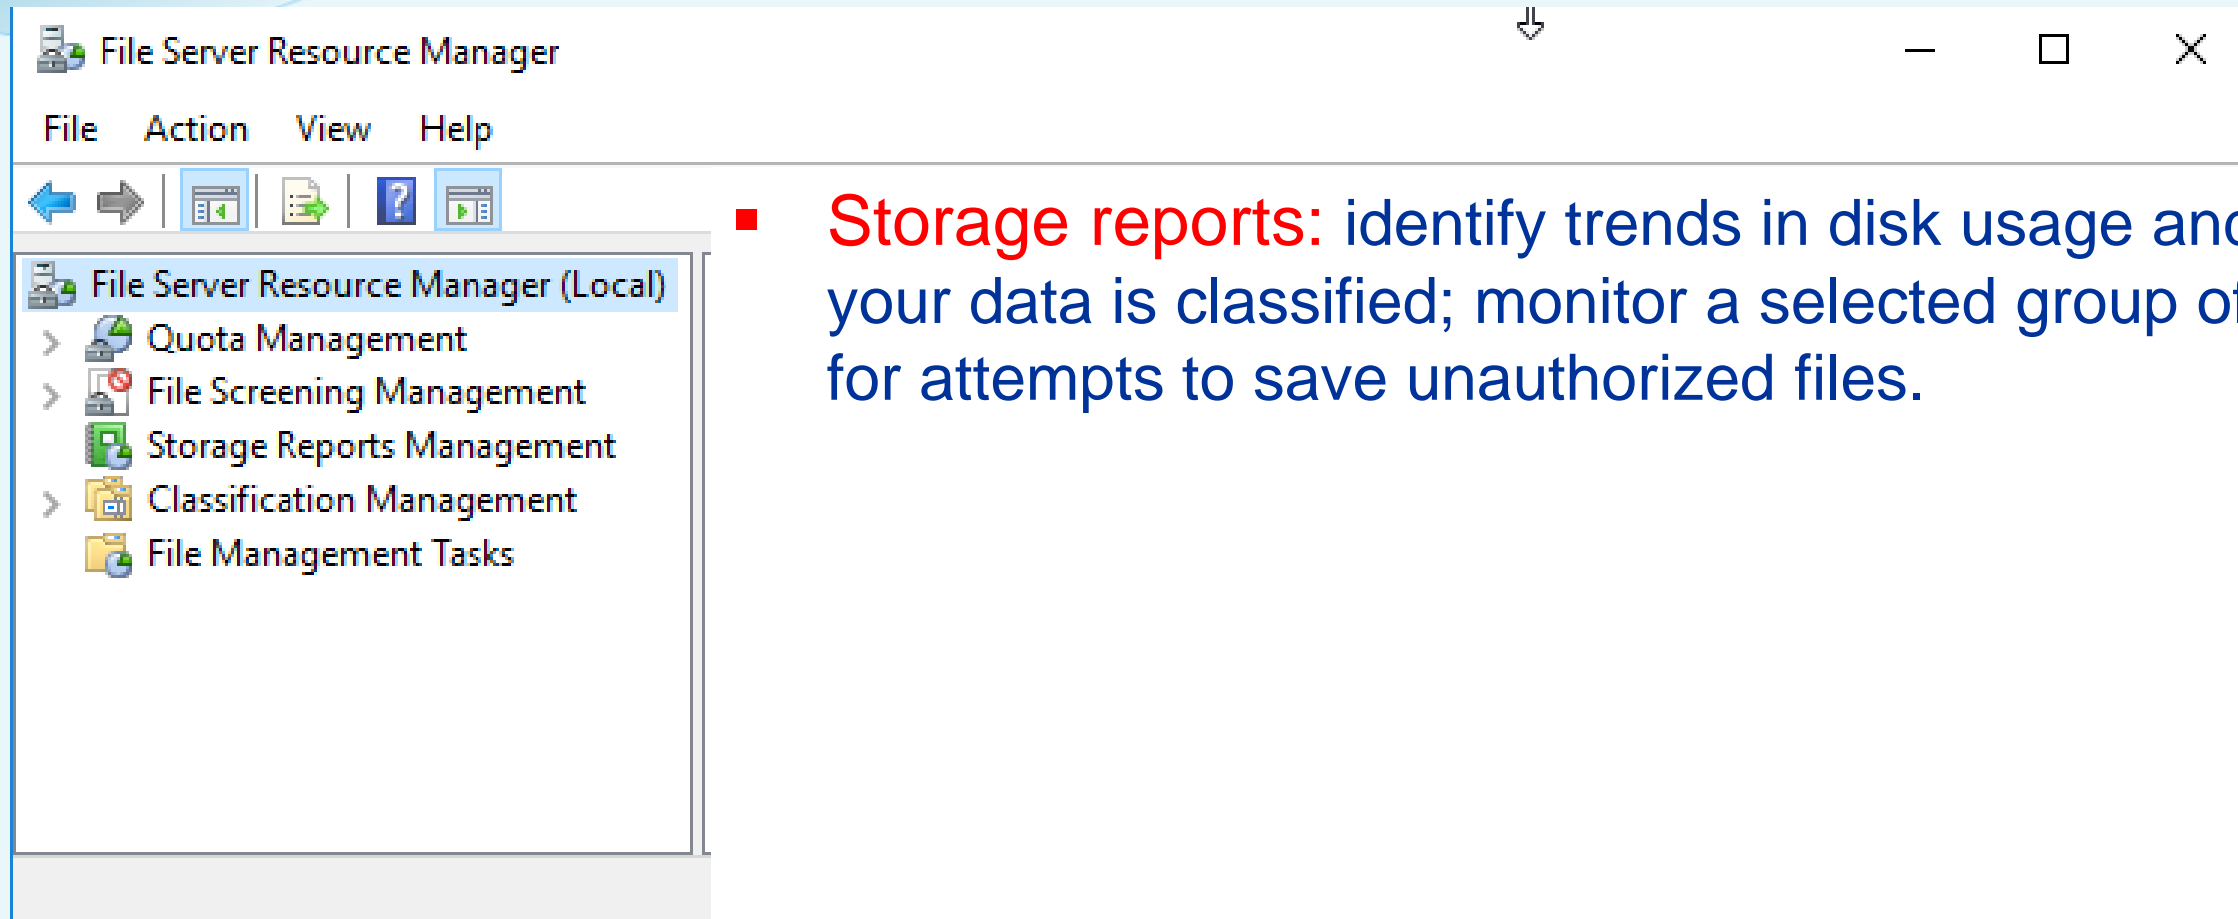 File Server Resource Manager
File Action View Help
File Server Resource Manager (Local)
Quota Management
File Screening Management
Storage Reports Management
Classification Management
File Management Tasks
Storage reports: identify trends in disk usage and
your data is classified; monitor a selected group of
for attempts to save unauthorized files.